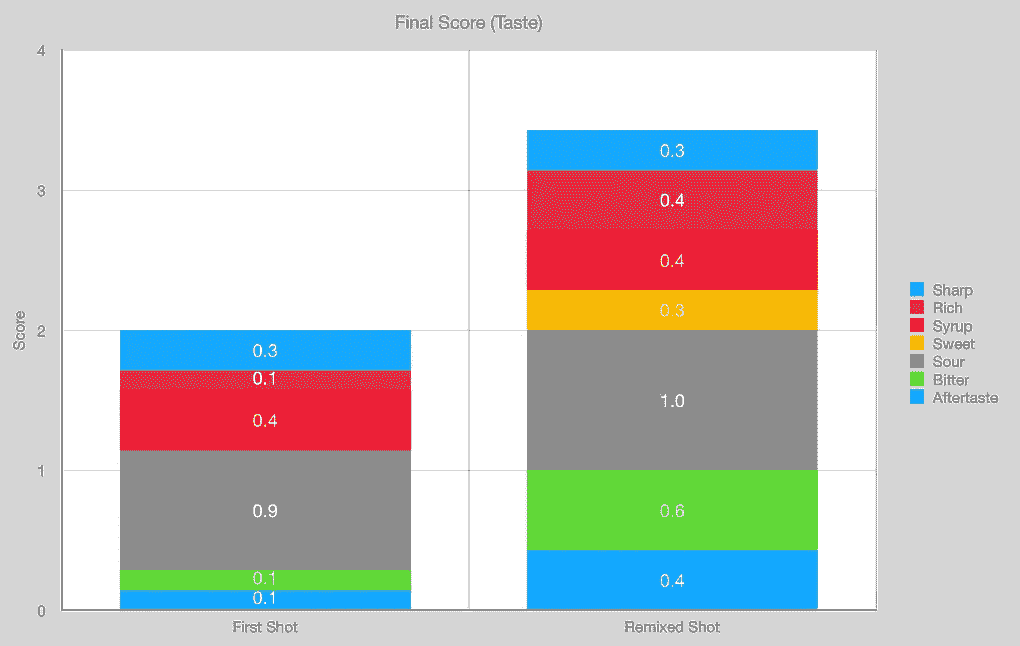 Final Score (Taste)
4
3
2
1
0
Score
0.3
0.1
0.4
0.9
0.1
0.1
0.3
0.4
0.4
0.3
1.0
0.6
0.4
First Shot
Remixed Shot
Sharp
Rich
Syrup
Sweet
Sour
Bitter
Aftertaste